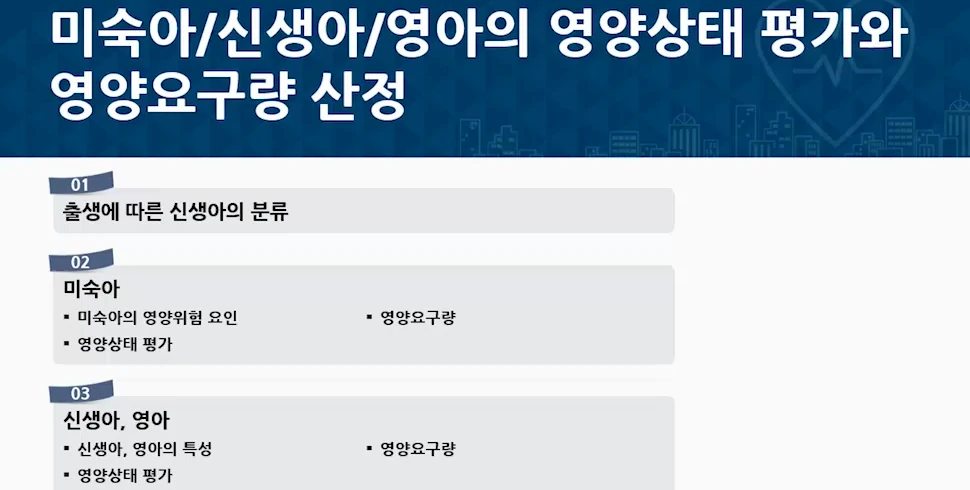 미숙아/신생아/영아의 영양상태 평가와
영양요구량 산정
01
출생에 따른 신생아의 분류
02
미숙아
▪ 미숙아의 영양위험 요인
▪ 영양요구량
▪ 영양상태 평가
03
신생아, 영아
▪ 신생아, 영아의 특성
▪ 영양요구량
▪ 영양상태 평가